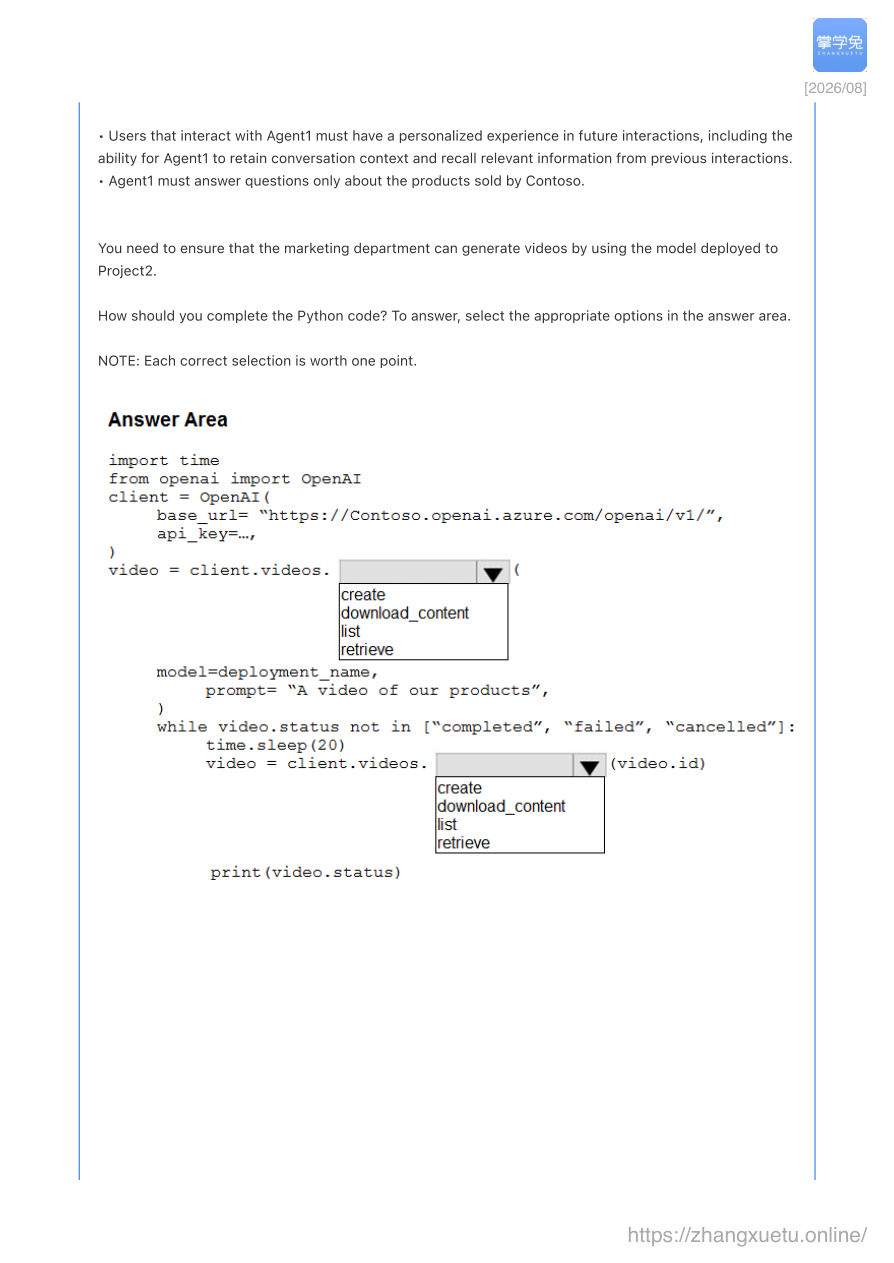 掌学兔
ZHANGXUETU
[2026/08]
• Users that interact with Agent1 must have a personalized experience in future interactions, including the
ability for Agent1 to retain conversation context and recall relevant information from previous interactions.
• Agent1 must answer questions only about the products sold by Contoso.
You need to ensure that the marketing department can generate videos by using the model deployed to
Project2.
How should you complete the Python code? To answer, select the appropriate options in the answer area.
NOTE: Each correct selection is worth one point.
Answer Area
import time
from openai import OpenAI
client = OpenAI(
base_url= “https://Contoso.openai.azure.com/openai/v1/”,
api_key=…,
)
video = client.videos. (
create
download_content
list
retrieve
model=deployment_name,
prompt= “A video of our products”,
)
while video.status not in [“completed”, “failed”, “cancelled”]:
time.sleep(20)
video = client.videos. (video.id)
create
download_content
list
retrieve
print(video.status)
https://zhangxuetu.online/